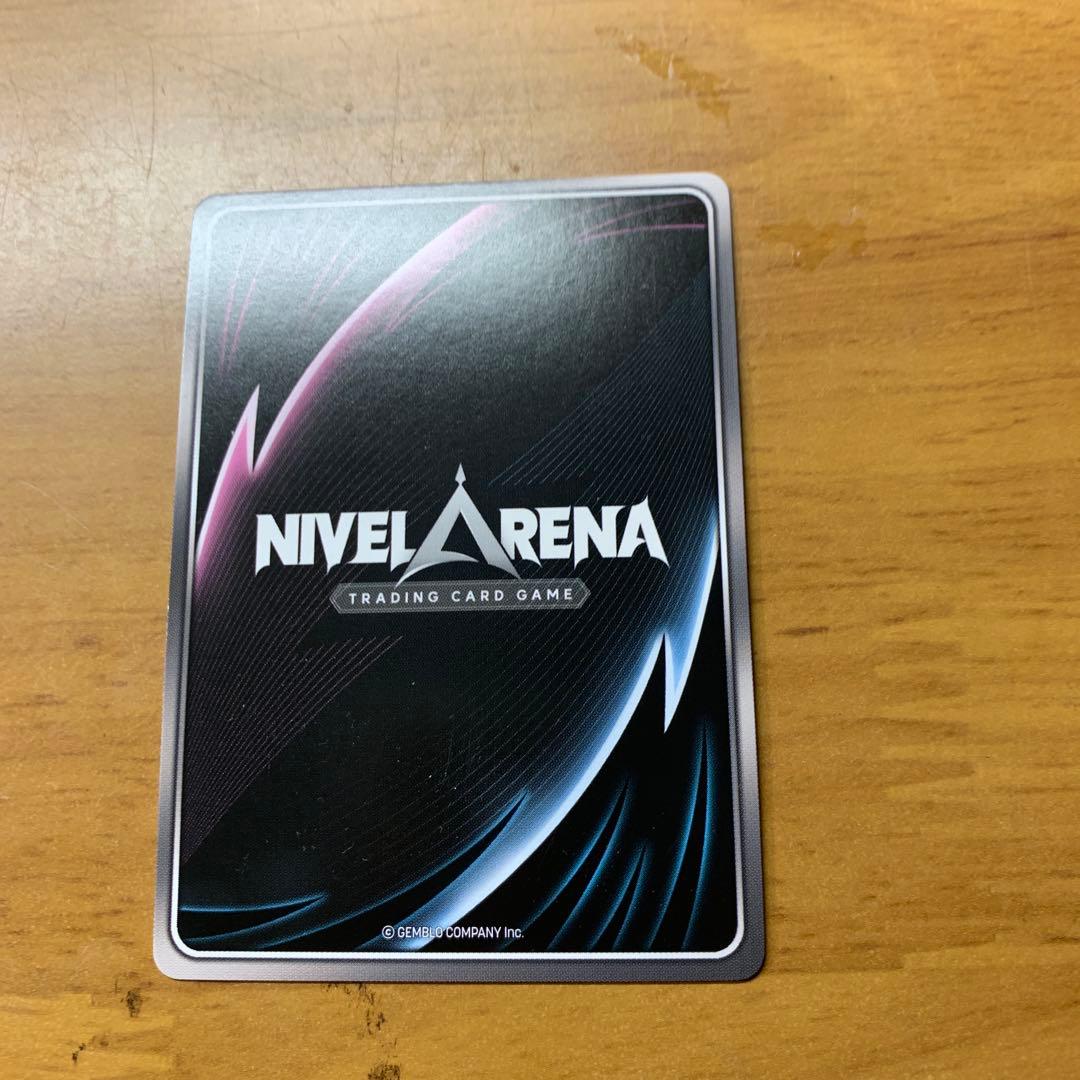 NIVEL ARENA
TRADING CARD GAME
© GEMBLO COMPANY Inc.